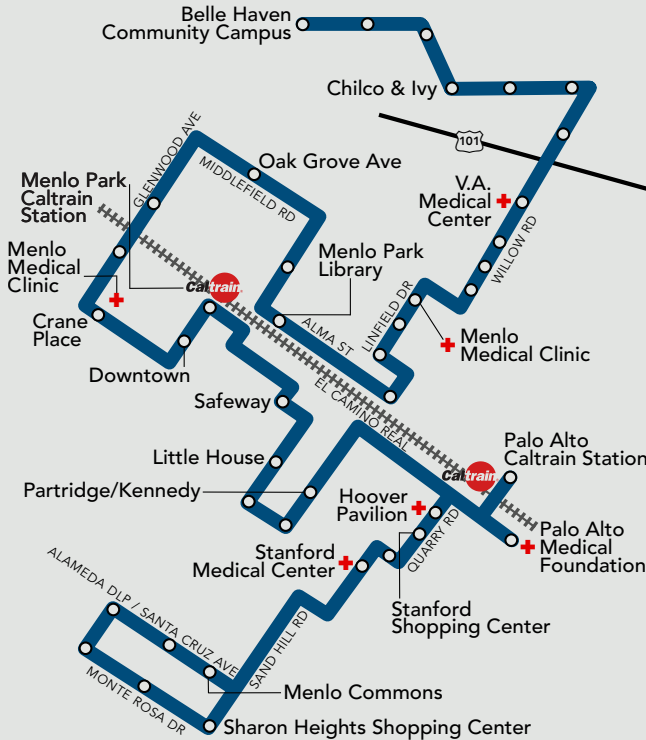 Belle Haven
Community Campus
Chilco & Ivy
101
GLENWOOD AVE
MIDDLEFIELD RD
Oak Grove Ave
Menlo Park
Caltrain
Station
V.A.
Medical
Center
WILLOW RD
Menlo
Medical
Clinic
Caltrain
Menlo Park
Library
LINFIELD DR
Crane
Place
ALMA ST
Menlo
Medical Clinic
Downtown
EL CAMINO REAL
Safeway
Little House
Palo Alto
Caltrain Station
Caltrain
Partridge/Kennedy
Hoover
Pavilion
QUARRY RD
Palo Alto
Medical
Foundation
Stanford
Medical Center
Stanford
Shopping Center
ALAMEDA DLP / SANTA CRUZ AVE
SAND HILL RD
Menlo Commons
MONTE ROSA DR
Sharon Heights Shopping Center